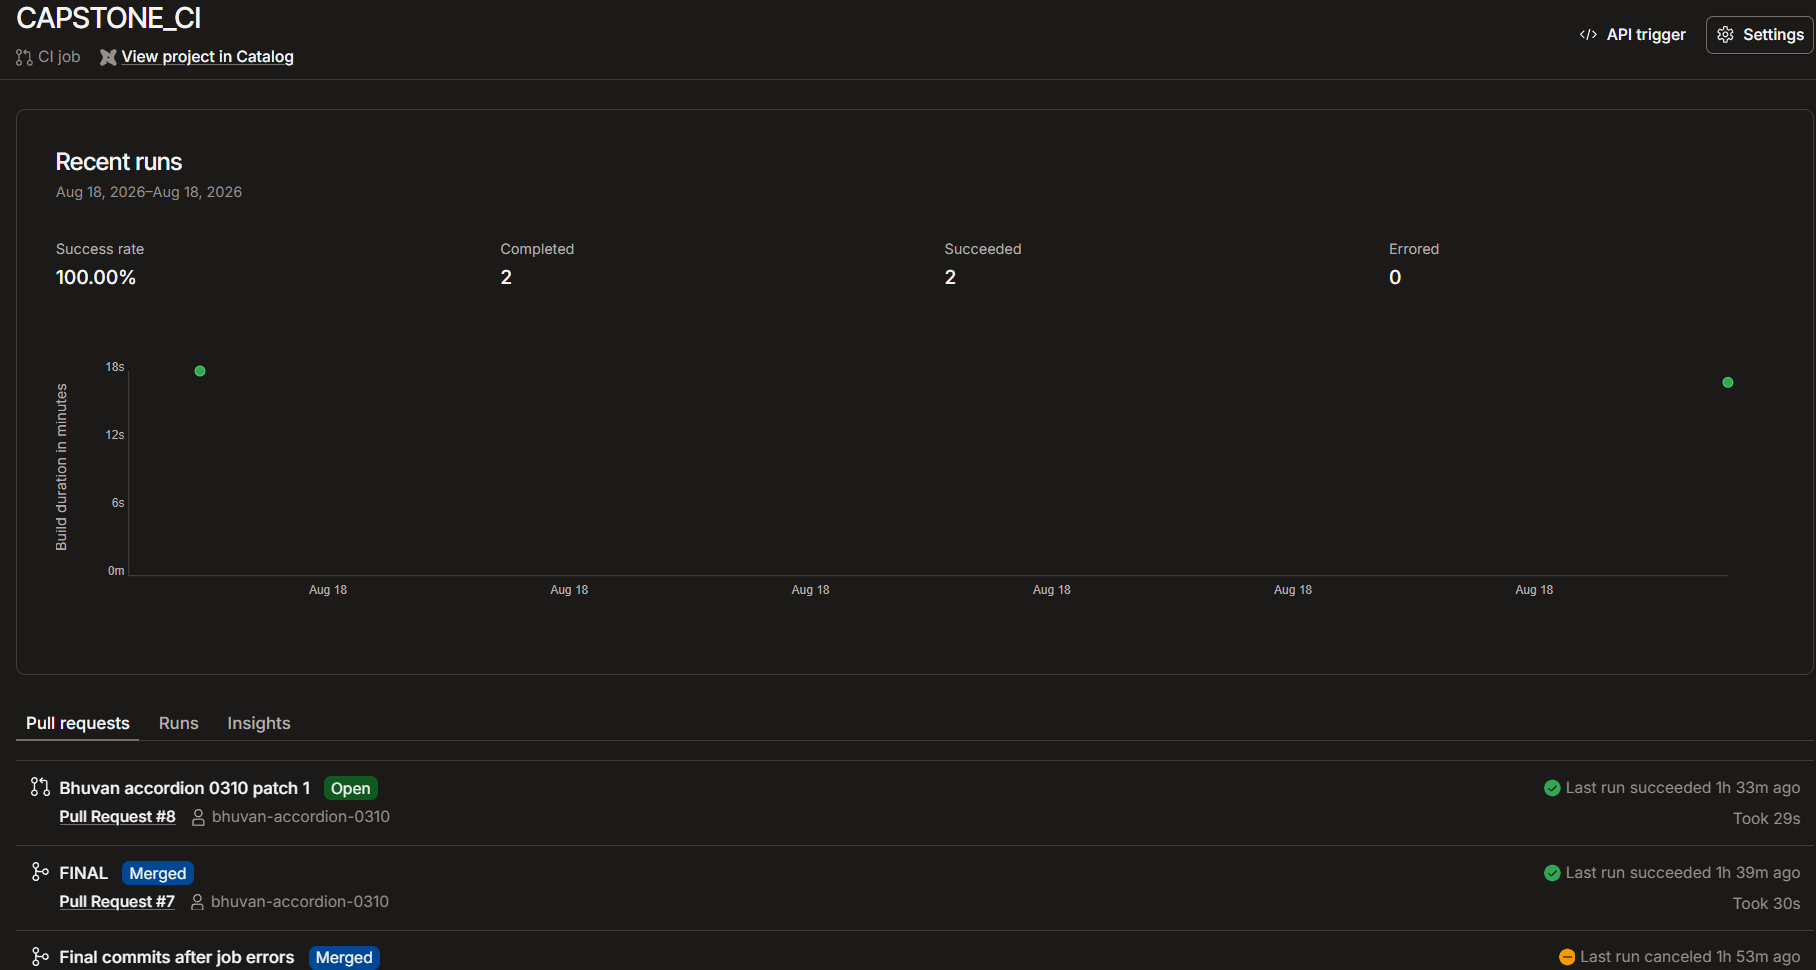 CAPSTONE_CI
CI job View project in Catalog
API trigger
Settings
Recent runs
Aug 18, 2026–Aug 18, 2026
Success rate
100.00%
Completed
2
Succeeded
2
Errored
0
Build duration in minutes
18s
12s
6s
0m
Aug 18 Aug 18 Aug 18 Aug 18 Aug 18 Aug 18
Pull requests Runs Insights
Bhuvan accordion 0310 patch 1 Open
Last run succeeded 1h 33m ago
Pull Request #8 bhuvan-accordion-0310
Took 29s
FINAL Merged
Last run succeeded 1h 39m ago
Pull Request #7 bhuvan-accordion-0310
Took 30s
Final commits after job errors Merged
Last run canceled 1h 53m ago